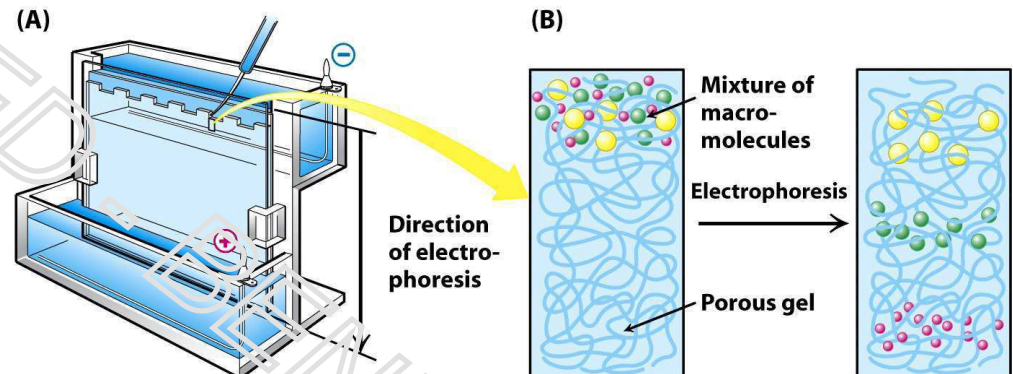 (A)
(B)
−
+
Direction
of electro-
phoresis
Mixture of
macro-
molecules
Electrophoresis
Porous gel